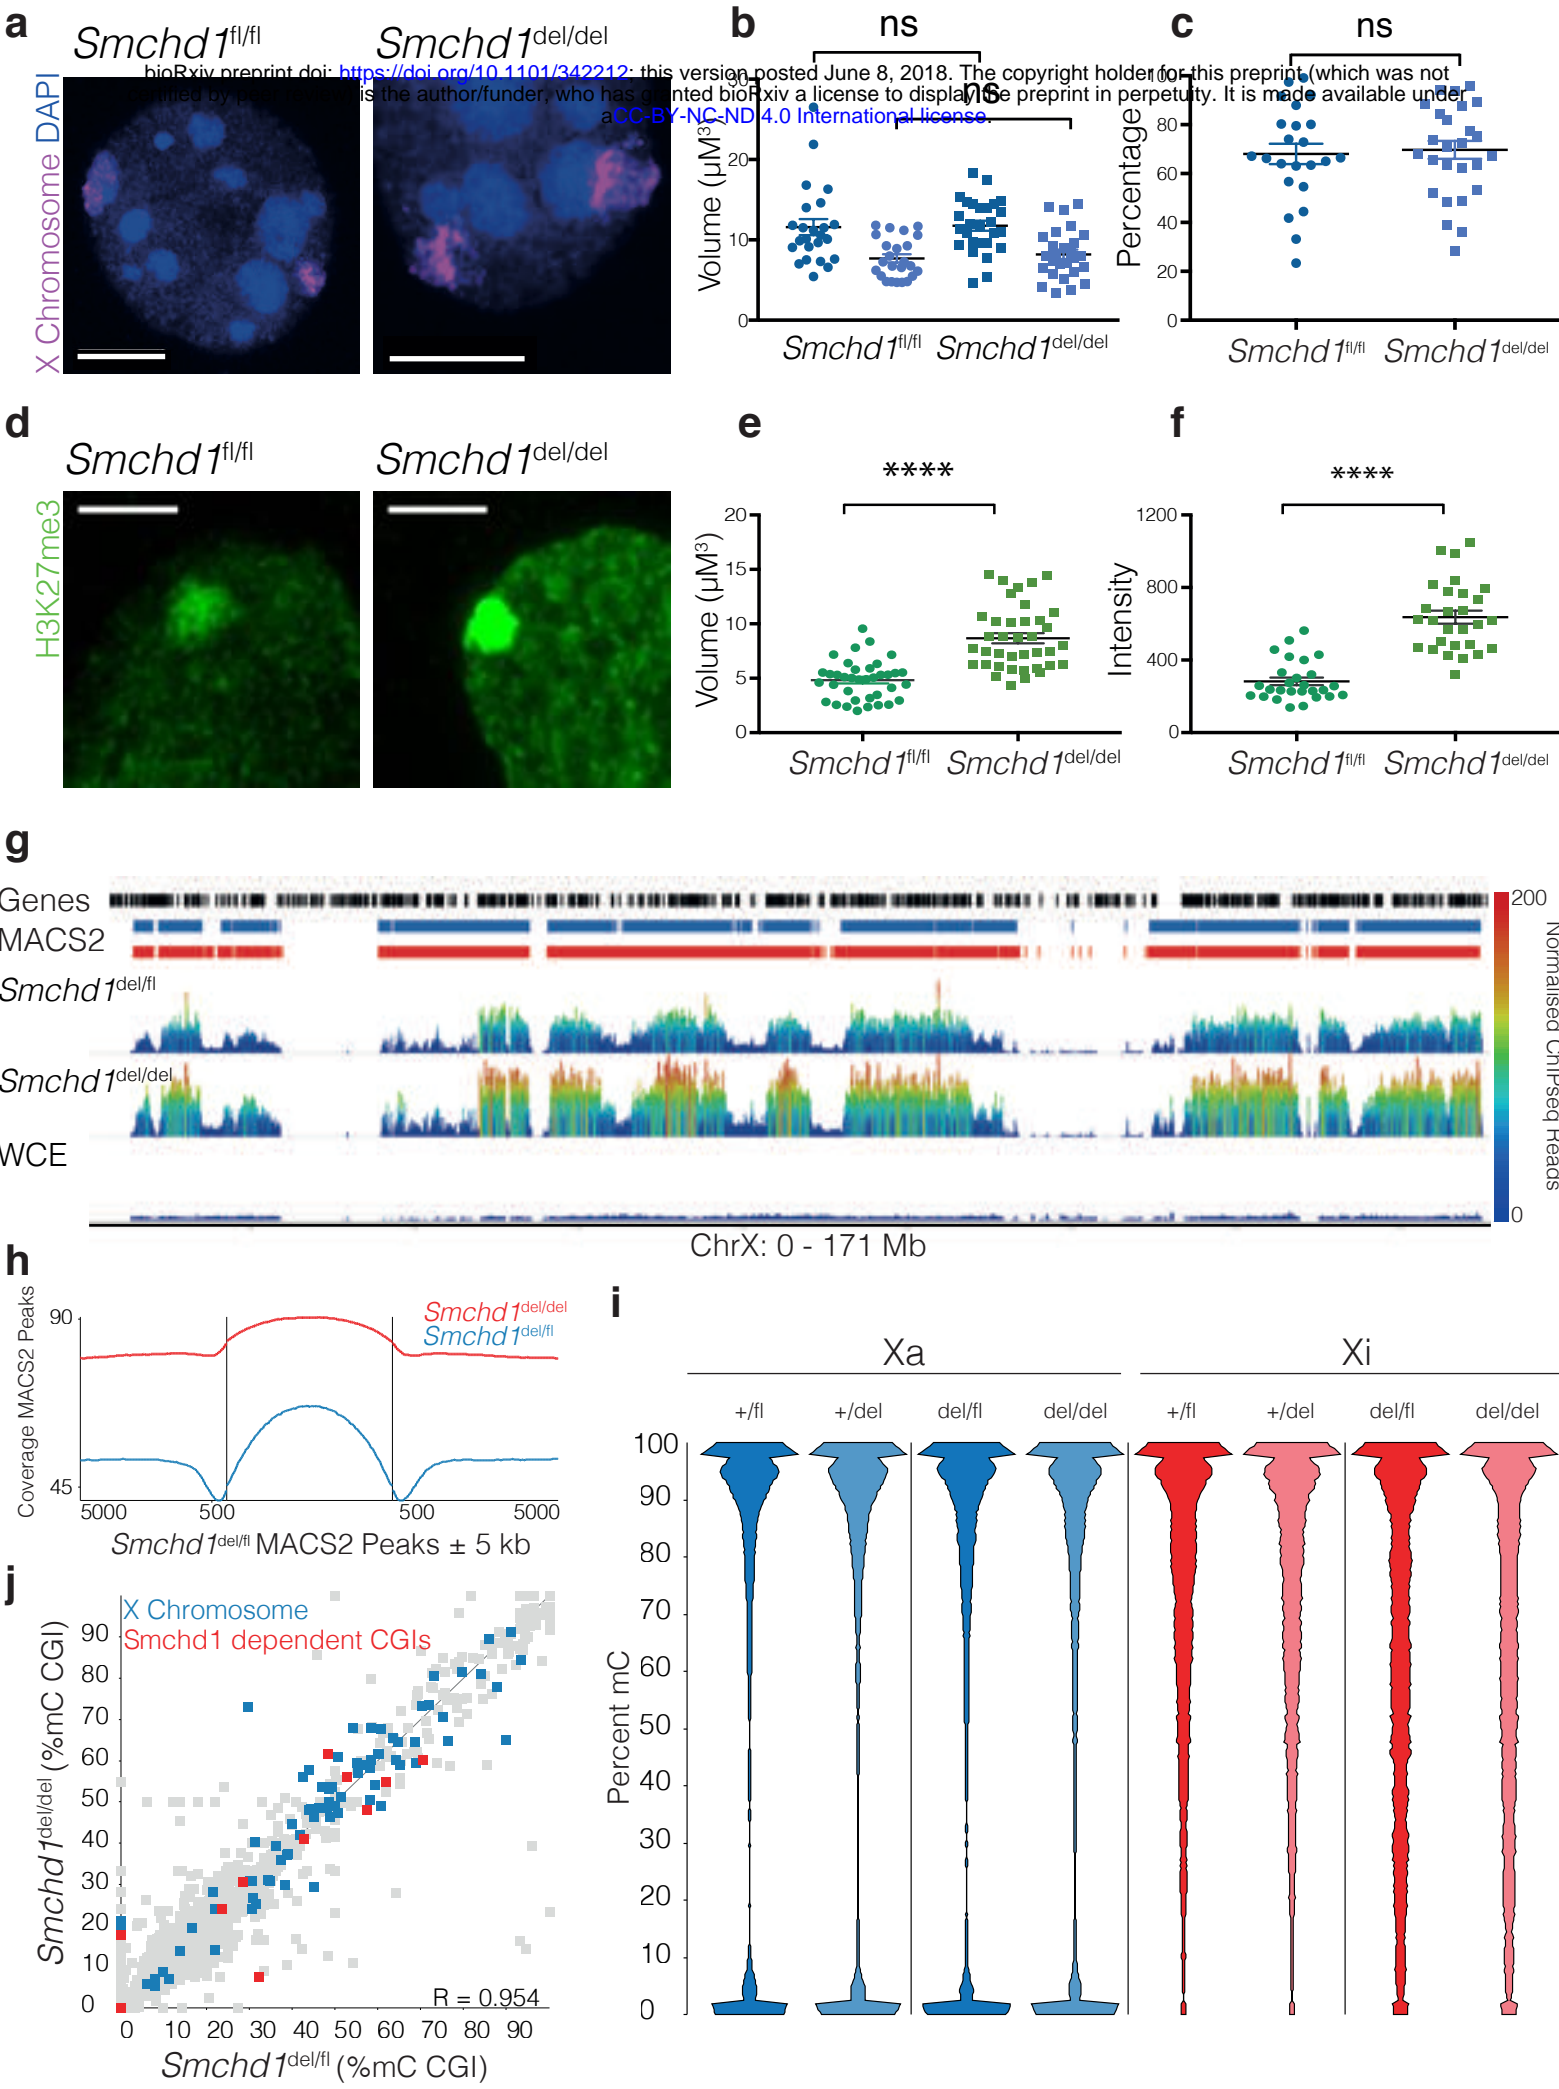 a
Smchd1fl/fl
Smchd1del/del
X Chromosome DAPI
bioRxiv preprint doi: https://doi.org/10.1101/342212; this version posted June 8, 2018. The copyright holder for this preprint (which was not
certified by peer review) is the author/funder, who has granted bioRxiv a license to display the preprint in perpetuity. It is made available under
aCC-BY-NC-ND 4.0 International license.
b
ns
ns
Volume (µM3)
30
20
10
0
Smchd1fl/fl
Smchd1del/del
c
ns
Percentage
100
80
60
40
20
0
Smchd1fl/fl
Smchd1del/del
d
Smchd1fl/fl
Smchd1del/del
H3K27me3
e
****
Volume (µM3)
20
15
10
5
0
Smchd1fl/fl
Smchd1del/del
f
****
Intensity
1200
800
400
0
Smchd1fl/fl
Smchd1del/del
g
Genes
MACS2
Smchd1del/fl
Smchd1del/del
WCE
200
0
Normalised ChIPseq Reads
ChrX: 0 - 171 Mb
h
Coverage MACS2 Peaks
90
45
Smchd1del/del
Smchd1del/fl
5000 500 500 5000
Smchd1del/fl MACS2 Peaks ± 5 kb
i
Xa
Xi
+/fl +/del del/fl del/del +/fl +/del del/fl del/del
Percent mC
100
90
80
70
60
50
40
30
20
10
0
j
X Chromosome
Smchd1 dependent CGIs
Smchd1del/del (%mC CGI)
90
80
70
60
50
40
30
20
10
0
R = 0.954
0 10 20 30 40 50 60 70 80 90
Smchd1del/fl (%mC CGI)